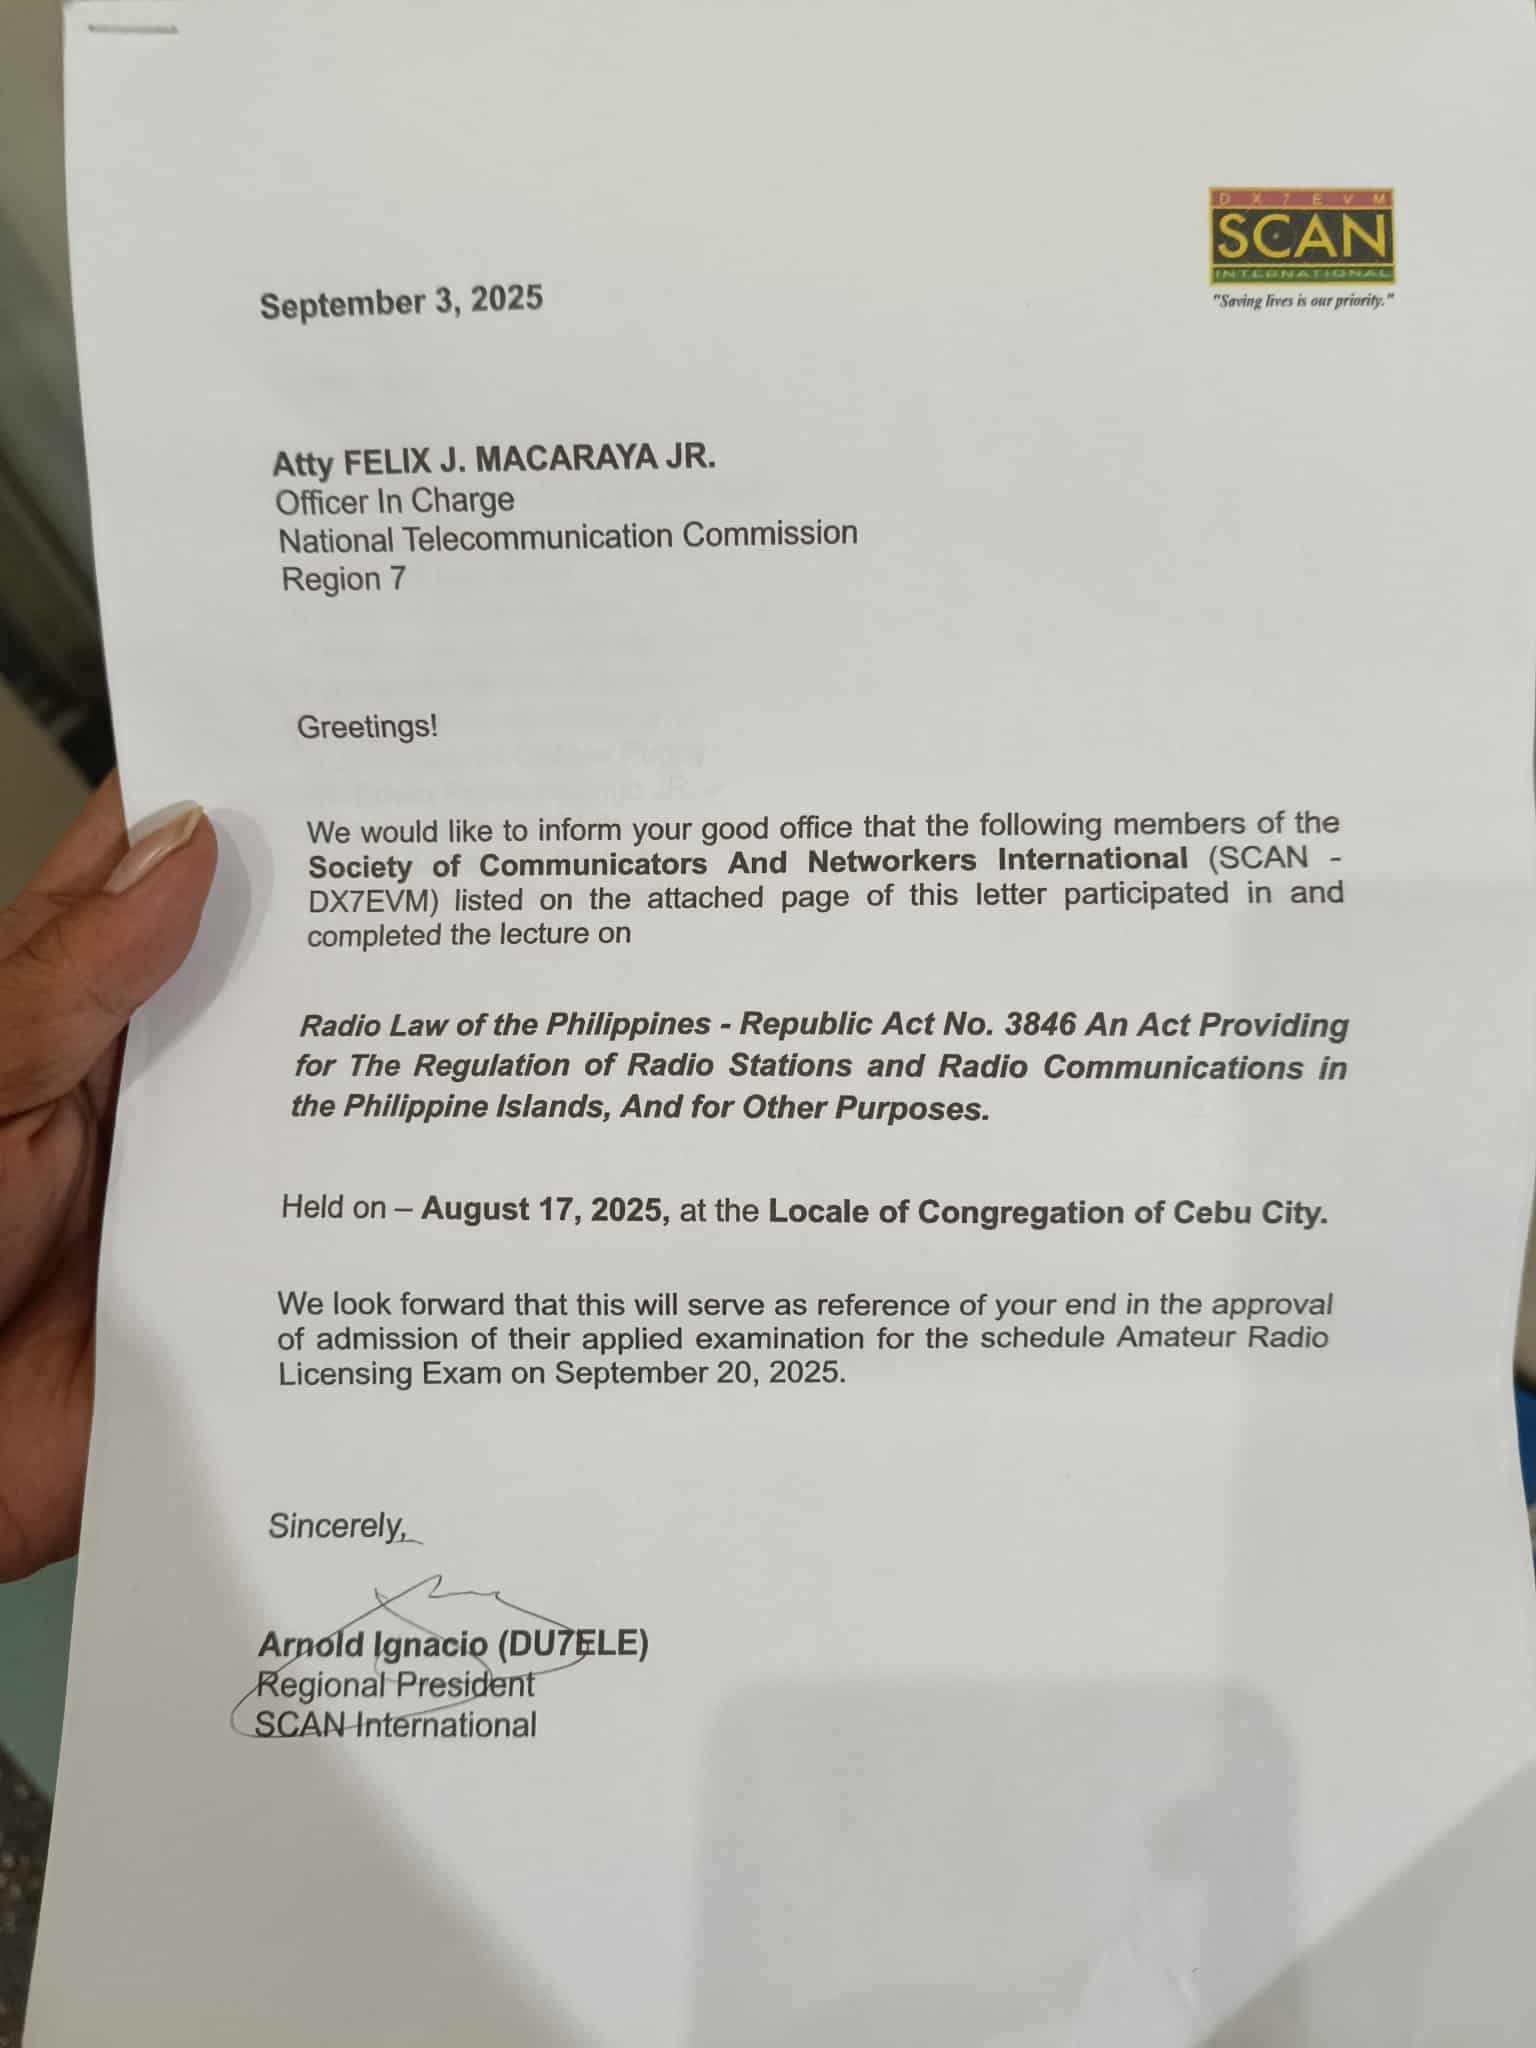 DX7EVM
SCAN
INTERNATIONAL
"Saving lives is our priority."
September 3, 2025
Atty FELIX J. MACARAYA JR.
Officer In Charge
National Telecommunication Commission
Region 7
Greetings!
We would like to inform your good office that the following members of the
Society of Communicators And Networkers International (SCAN -
DX7EVM) listed on the attached page of this letter participated in and
completed the lecture on
Radio Law of the Philippines - Republic Act No. 3846 An Act Providing
for The Regulation of Radio Stations and Radio Communications in
the Philippine Islands, And for Other Purposes.
Held on – August 17, 2025, at the Locale of Congregation of Cebu City.
We look forward that this will serve as reference of your end in the approval
of admission of their applied examination for the schedule Amateur Radio
Licensing Exam on September 20, 2025.
Sincerely,
Arnold Ignacio (DU7ELE)
Regional President
SCAN International